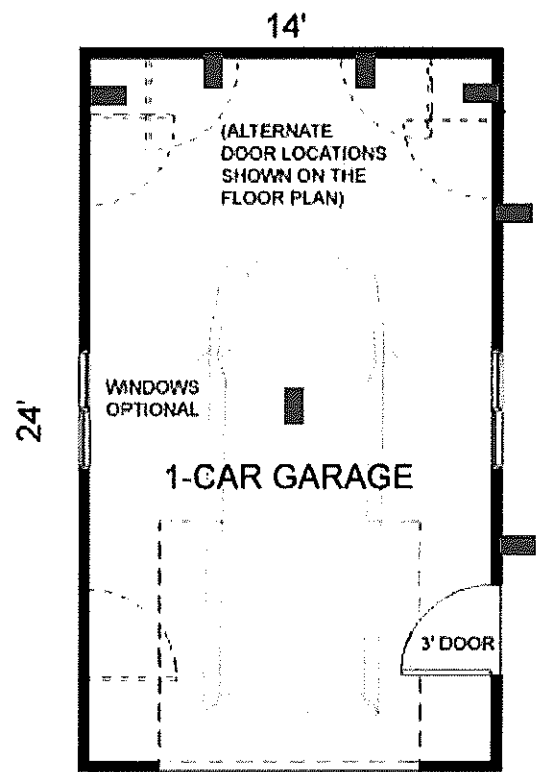 14'
(ALTERNATE
DOOR LOCATIONS
SHOWN ON THE
FLOOR PLAN)
24'
WINDOWS
OPTIONAL
1-CAR GARAGE
3' DOOR